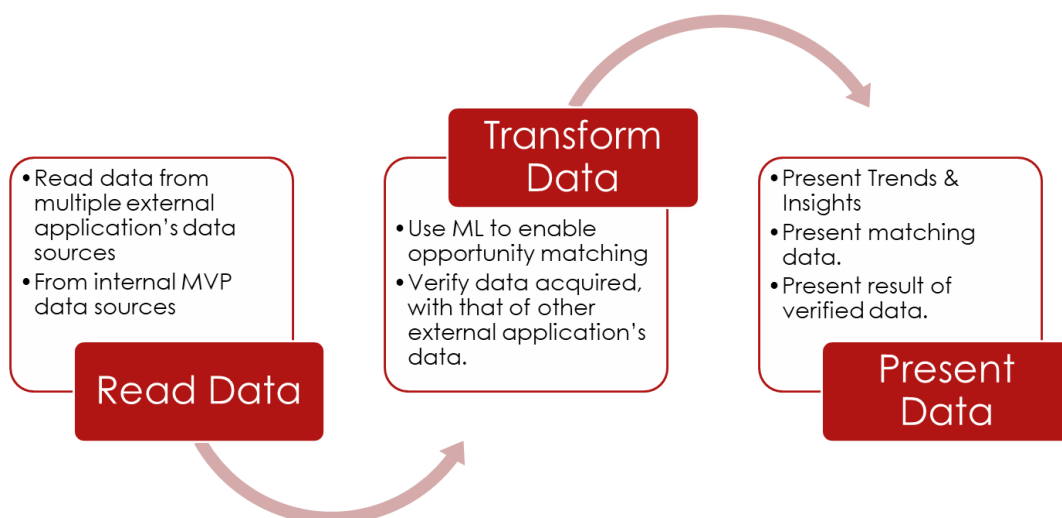 •Read data from
multiple external
application's data
sources
•From internal MVP
data sources
Read Data
Transform
Data
•Use ML to enable
opportunity matching
•Verify data acquired,
with that of other
external application's
data.
•Present Trends &
Insights
•Present matching
data.
•Present result of
verified data.
Present
Data